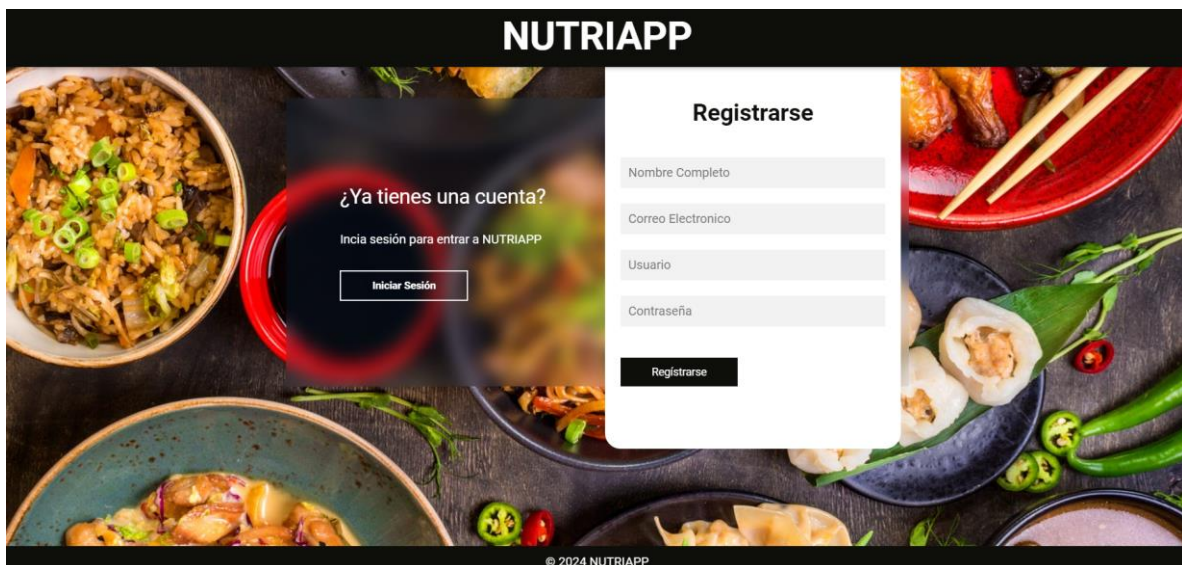 NUTRIAPP
¿Ya tienes una cuenta?
Incia sesión para entrar a NUTRIAPP
Iniciar Sesión
Registrarse
Nombre Completo
Correo Electronico
Usuario
Contraseña
Regístrarse
© 2024 NUTRIAPP